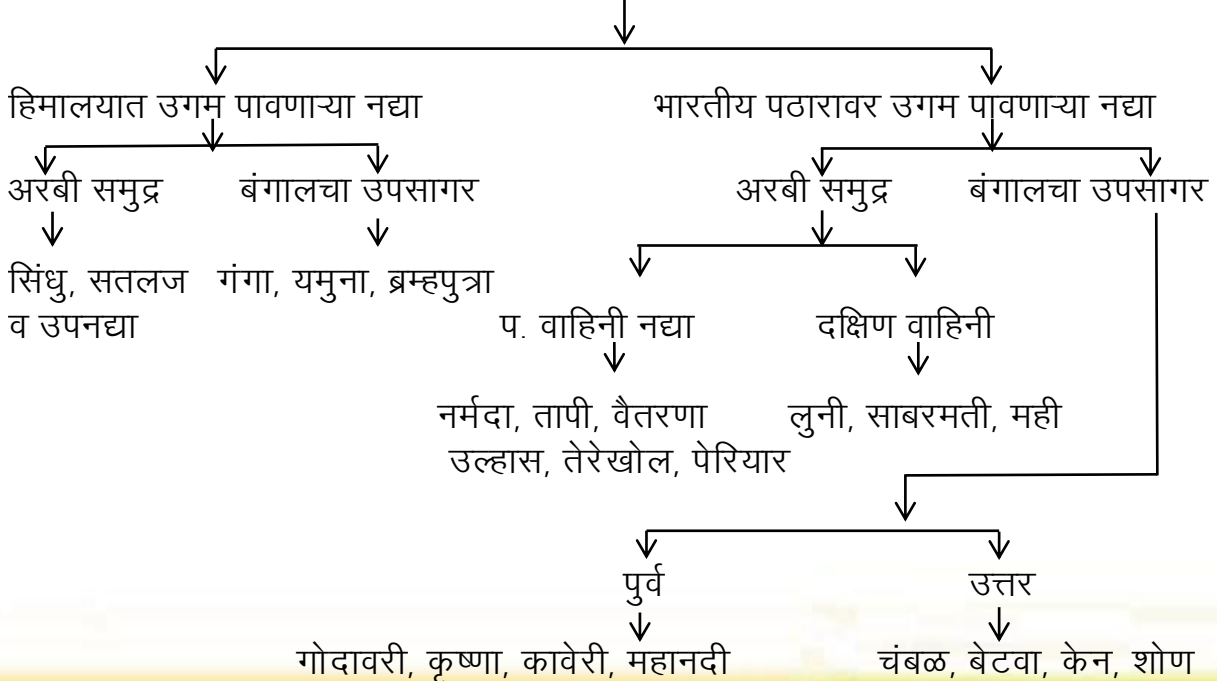 हिमालयात उगम पावणाऱ्या नद्या
भारतीय पठारावर उगम पावणाऱ्या नद्या
अरबी समुद्र
बंगालचा उपसागर
अरबी समुद्र
बंगालचा उपसागर
सिंधु, सतलज
व उपनद्या
गंगा, यमुना, ब्रम्हपुत्रा
प. वाहिनी नद्या
दक्षिण वाहिनी
नर्मदा, तापी, वैतरणा
उल्हास, तेरेखोल, पेरियार
लुनी, साबरमती, मही
पुर्व
उत्तर
गोदावरी, कृष्णा, कावेरी, महानदी
चंबळ, बेटवा, केन, शोण